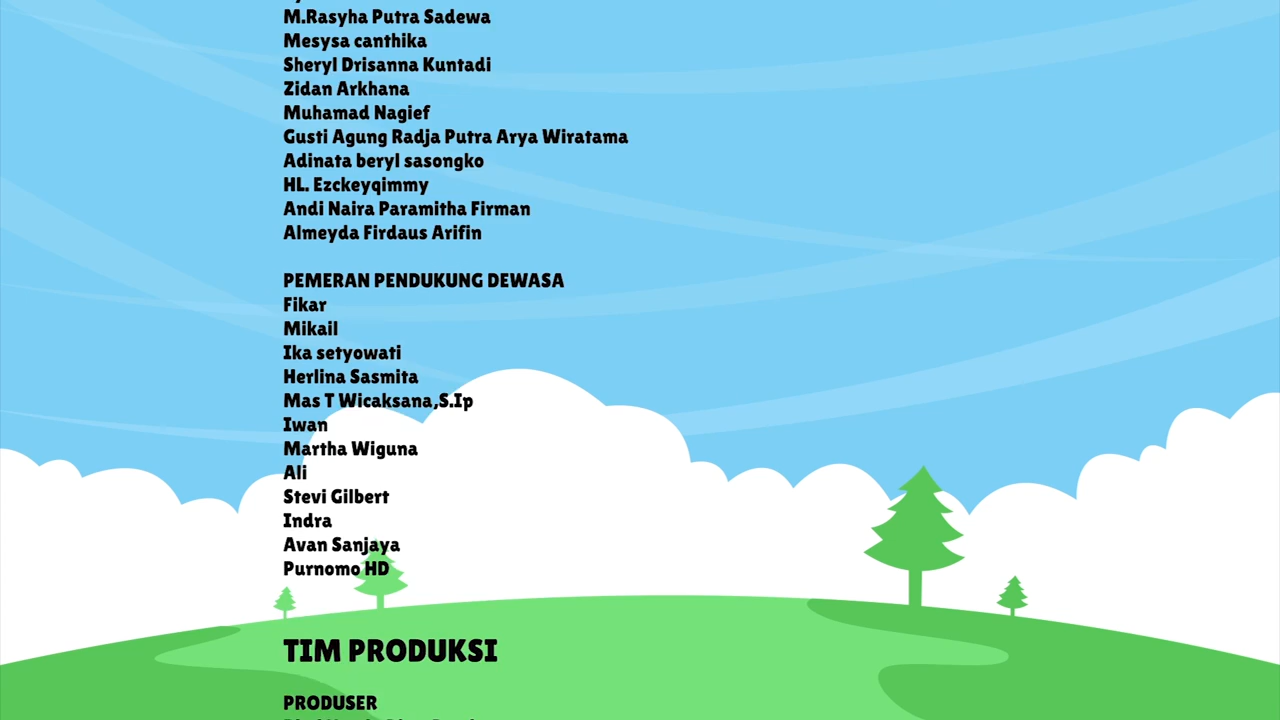 M.Rasyha Putra Sadewa
Mesysa canthika
Sheryl Drisanna Kuntadi
Zidan Arkhana
Muhamad Nagief
Gusti Agung Radja Putra Arya Wiratama
Adinata beryl sasongko
HL. Ezckeyqimmy
Andi Naira Paramitha Firman
Almeyda Firdaus Arifin
PEMERAN PENDUKUNG DEWASA
Fikar
Mikail
Ika setyowati
Herlina Sasmita
Mas T Wicaksana,S.Ip
Iwan
Martha Wiguna
Ali
Stevi Gilbert
Indra
Avan Sanjaya
Purnomo HD
TIM PRODUKSI
PRODUSER